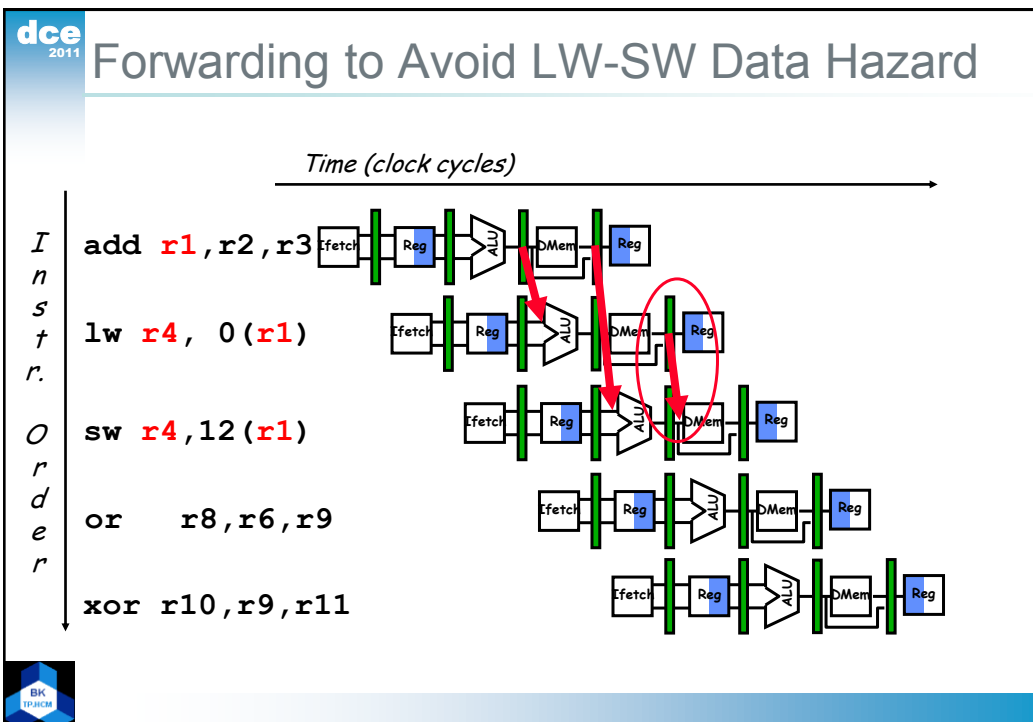 dce
2011
Forwarding to Avoid LW-SW Data Hazard
Time (clock cycles)
Instr. Order
add r1,r2,r3
Ifetch Reg ALU DMem Reg
lw r4, 0(r1)
Ifetch Reg ALU DMem Reg
sw r4,12(r1)
Ifetch Reg ALU DMem Reg
or r8,r6,r9
Ifetch Reg ALU DMem Reg
xor r10,r9,r11
Ifetch Reg ALU DMem Reg
BK
TP.HCM